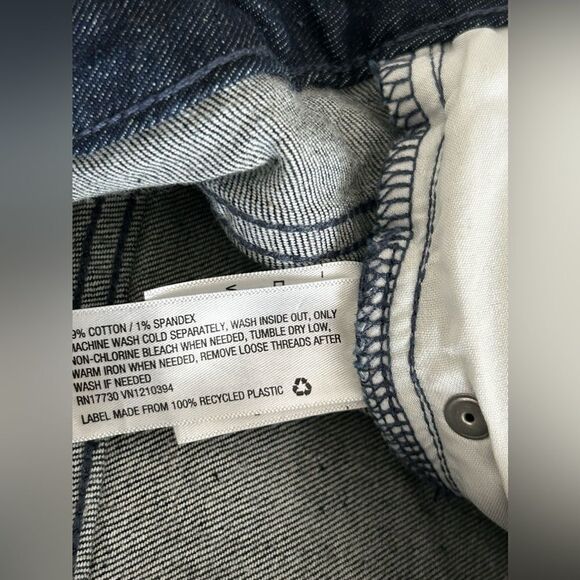 9% COTTON / 1% SPANDEX
MACHINE WASH COLD SEPARATELY, WASH INSIDE OUT, ONLY
NON-CHLORINE BLEACH WHEN NEEDED, TUMBLE DRY LOW,
WARM IRON WHEN NEEDED, REMOVE LOOSE THREADS AFTER
WASH IF NEEDED
RN17730 VN1210394
LABEL MADE FROM 100% RECYCLED PLASTIC